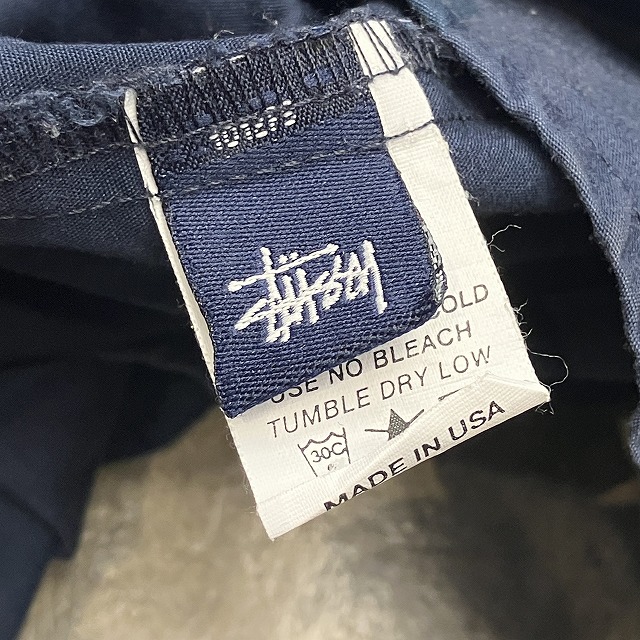 Stüssy
OLD
USE NO BLEACH
TUMBLE DRY LOW
30C
MADE IN USA